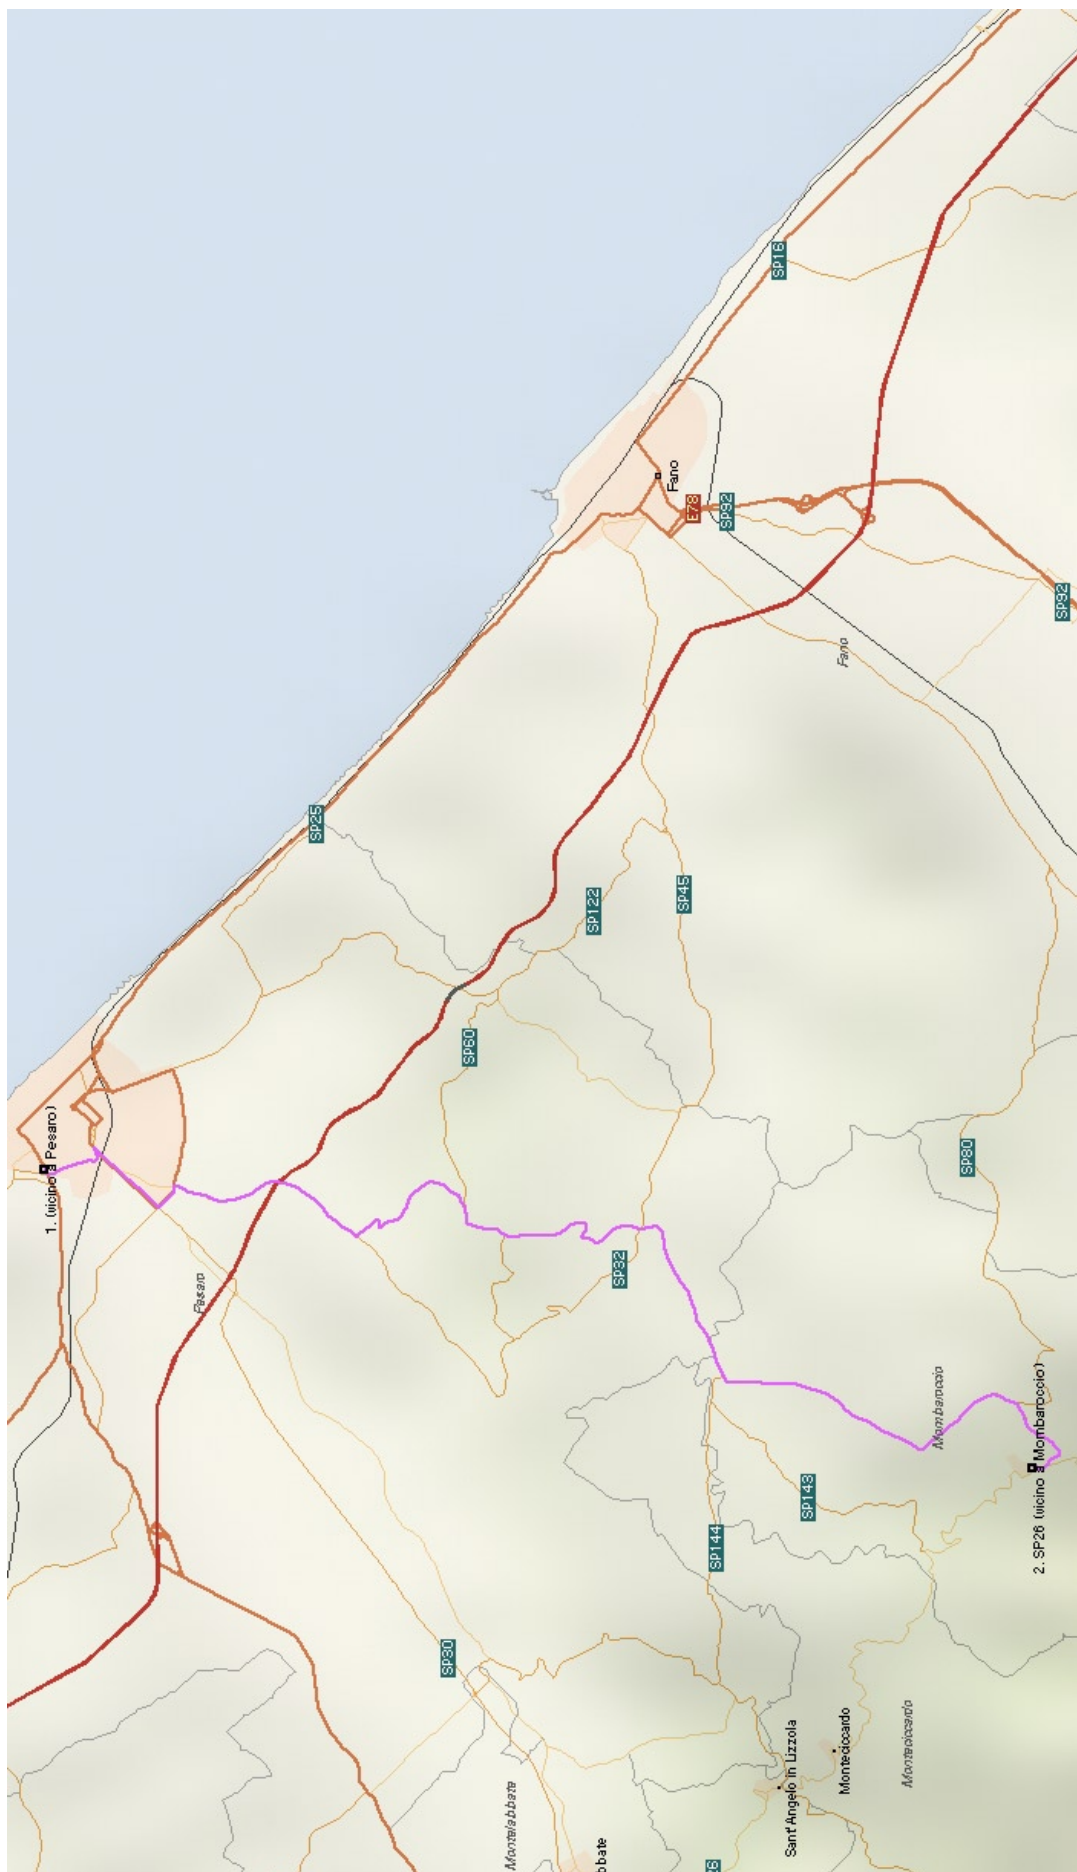 SP16
Fano
E78
SP92
SP92
Fano
SP25
SP122
SP45
SP60
1. (vicino a Pesaro)
SP80
SP32
Pesaro
Mombaroccio
2. SP26 (vicino a Mombaroccio)
SP143
SP144
SP30
Sant'Angelo in Lizzola
Monteciccardo
Monteciccardo
Montelabbate
bbate